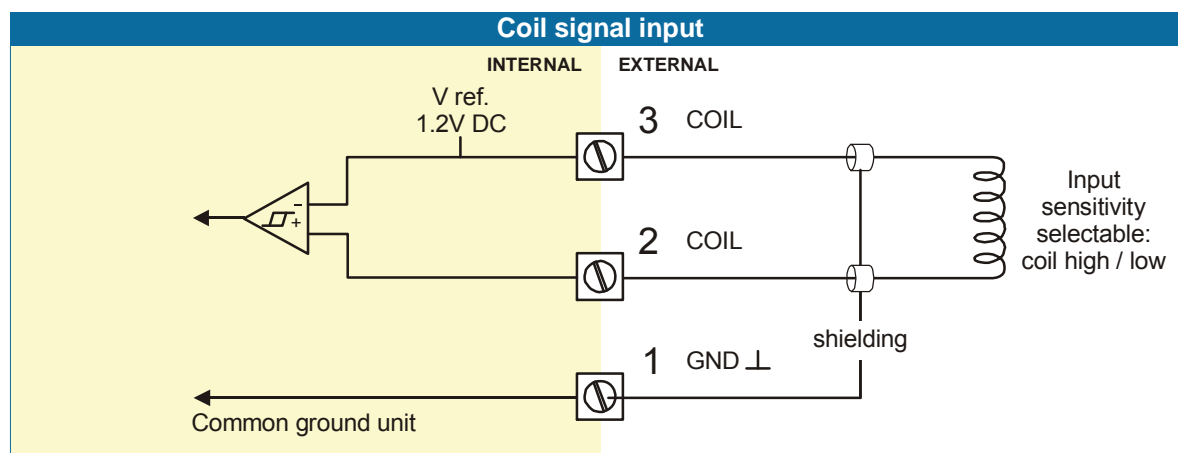 Coil signal input
INTERNAL
EXTERNAL
V ref.
1.2V DC
3 COIL
-
+
Input
sensitivity
selectable:
coil high / low
2 COIL
shielding
1 GND ⊥
Common ground unit